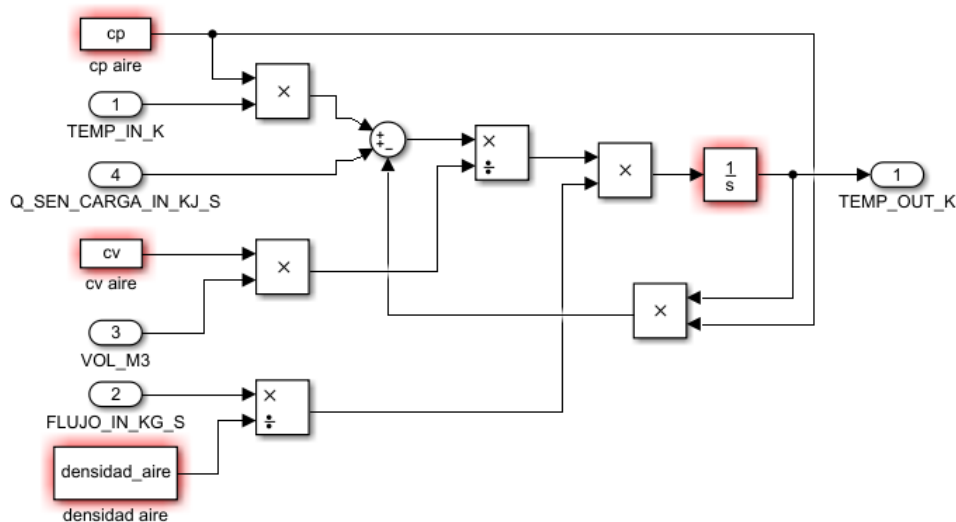 cp
cp aire
×
1
TEMP_IN_K
4
Q_SEN_CARGA_IN_KJ_S
+
+
−
×
÷
×
1
s
1
TEMP_OUT_K
cv
cv aire
×
3
VOL_M3
×
2
FLUJO_IN_KG_S
×
÷
densidad_aire
densidad aire